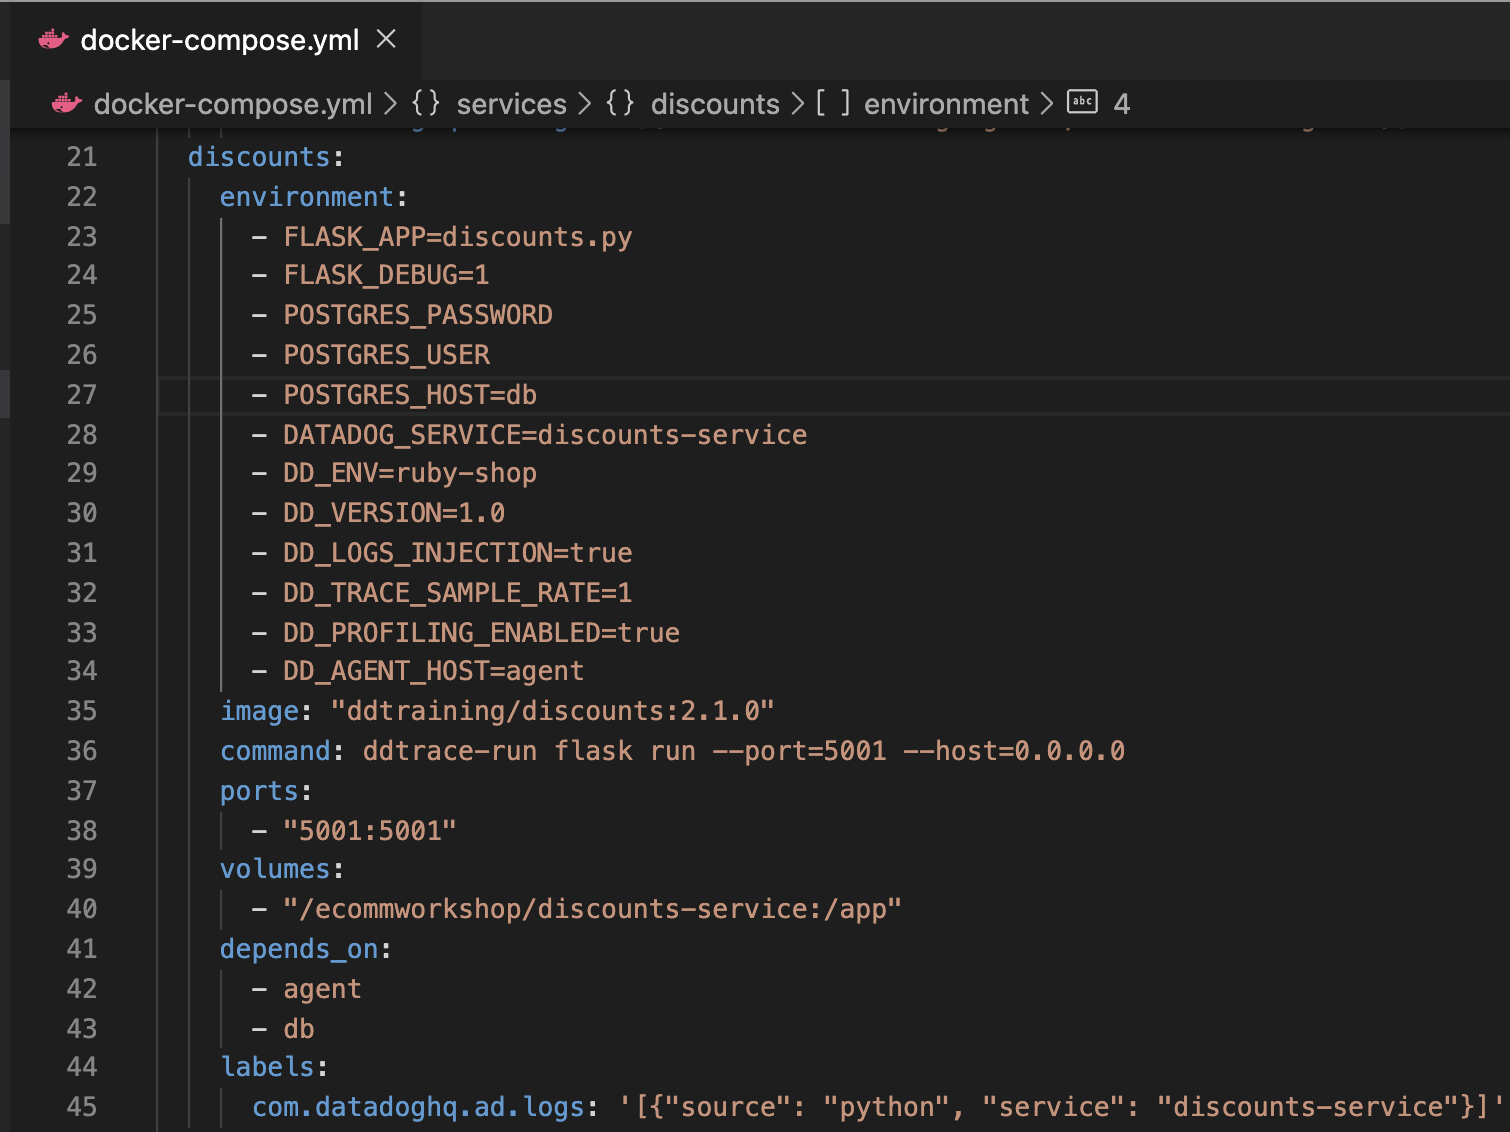 docker-compose.yml
docker-compose.yml > {} services > {} discounts > [ ] environment > abc 4
21 discounts:
22 environment:
23 - FLASK_APP=discounts.py
24 - FLASK_DEBUG=1
25 - POSTGRES_PASSWORD
26 - POSTGRES_USER
27 - POSTGRES_HOST=db
28 - DATADOG_SERVICE=discounts-service
29 - DD_ENV=ruby-shop
30 - DD_VERSION=1.0
31 - DD_LOGS_INJECTION=true
32 - DD_TRACE_SAMPLE_RATE=1
33 - DD_PROFILING_ENABLED=true
34 - DD_AGENT_HOST=agent
35 image: "ddtraining/discounts:2.1.0"
36 command: ddtrace-run flask run --port=5001 --host=0.0.0.0
37 ports:
38 - "5001:5001"
39 volumes:
40 - "/ecommworkshop/discounts-service:/app"
41 depends_on:
42 - agent
43 - db
44 labels:
45 com.datadoghq.ad.logs: '[{"source": "python", "service": "discounts-service"}]'